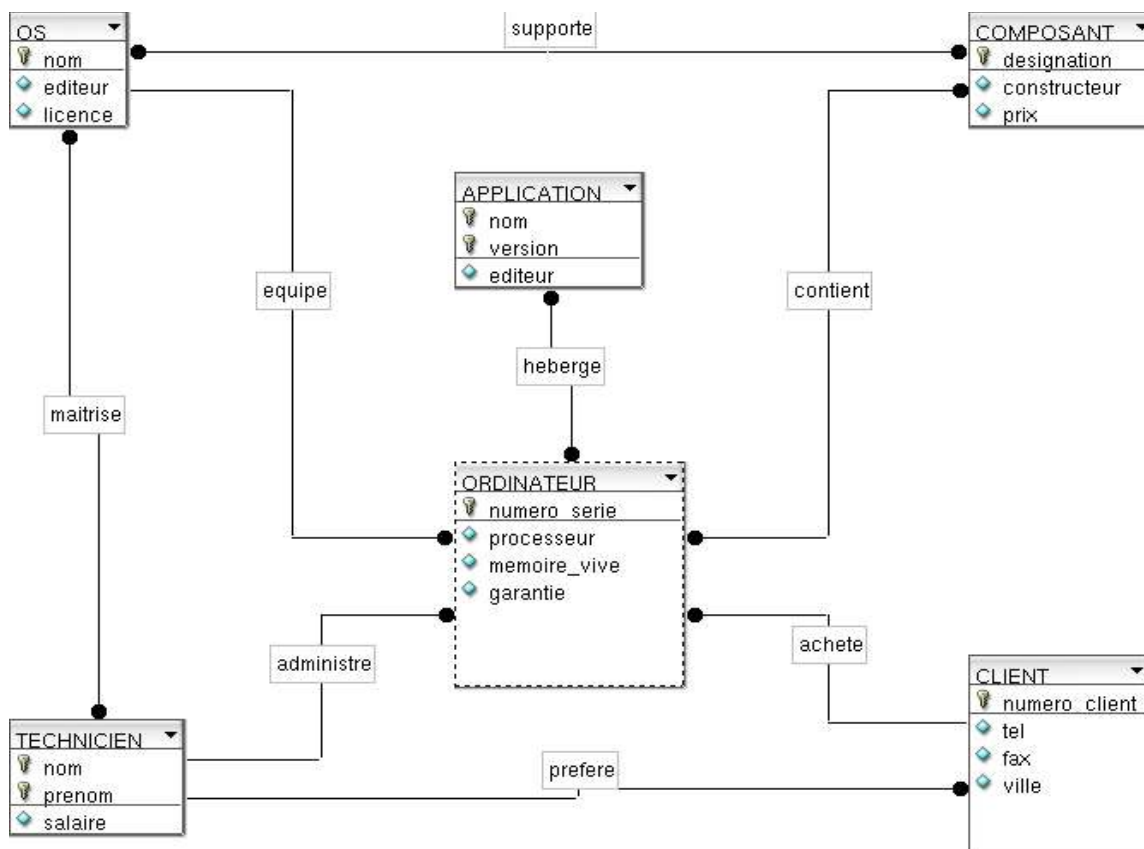 supporte
OS
nom
editeur
licence
COMPOSANT
designation
constructeur
prix
APPLICATION
nom
version
editeur
equipe
contient
heberge
maitrise
ORDINATEUR
numero_serie
processeur
memoire_vive
garantie
administre
achete
CLIENT
numero_client
tel
fax
ville
TECHNICIEN
nom
prenom
salaire
prefere